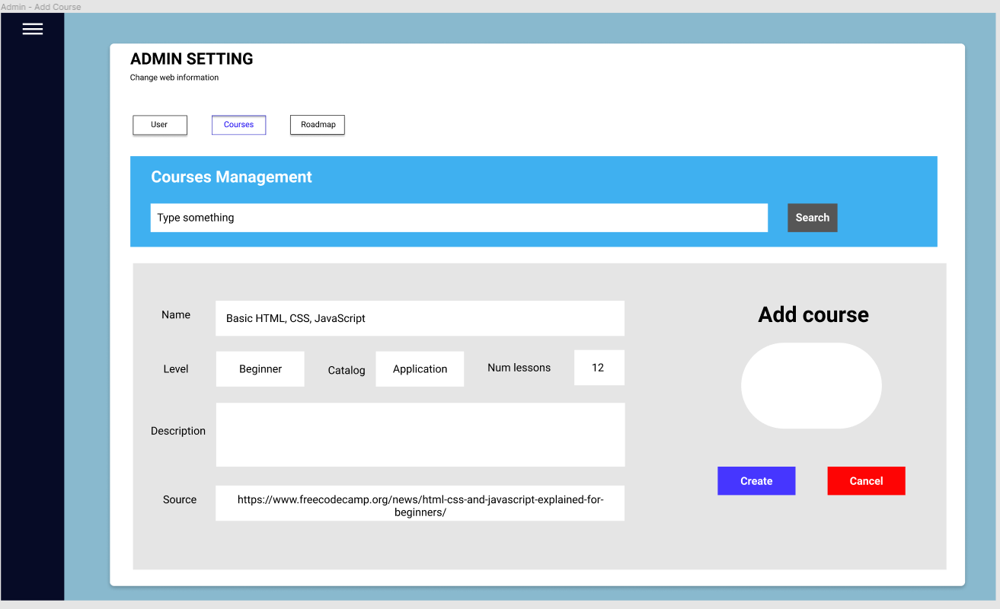 Admin - Add Course
ADMIN SETTING
Change web information
User
Courses
Roadmap
Courses Management
Type something
Search
Name
Basic HTML, CSS, JavaScript
Level
Beginner
Catalog
Application
Num lessons
12
Description
Source
https://www.freecodecamp.org/news/html-css-and-javascript-explained-for-
beginners/
Add course
Create
Cancel